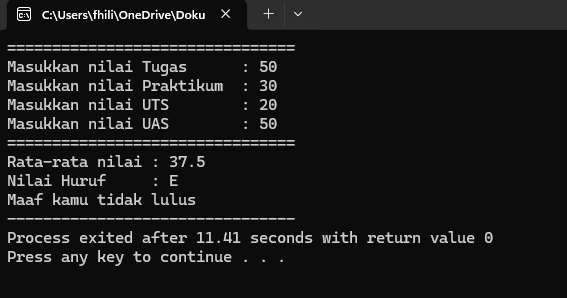 C:\Users\fhili\OneDrive\Doku
================================
Masukkan nilai Tugas      : 50
Masukkan nilai Praktikum  : 30
Masukkan nilai UTS        : 20
Masukkan nilai UAS        : 50
================================
Rata-rata nilai : 37.5
Nilai Huruf     : E
Maaf kamu tidak lulus
--------------------------------
Process exited after 11.41 seconds with return value 0
Press any key to continue . . .